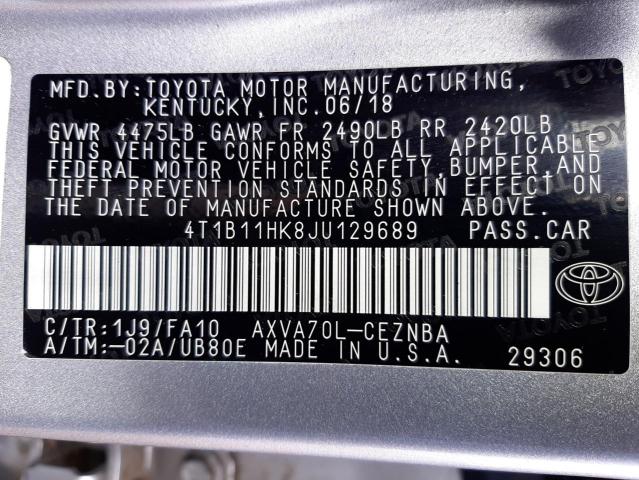 MFD. BY: TOYOTA MOTOR MANUFACTURING,
KENTUCKY, INC. 06/18
GVWR 4475LB GAWR FR 2490LB RR 2420LB
THIS VEHICLE CONFORMS TO ALL APPLICABLE
FEDERAL MOTOR VEHICLE SAFETY, BUMPER, AND
THEFT PREVENTION STANDARDS IN EFFECT ON
THE DATE OF MANUFACTURE SHOWN ABOVE.
4T1B11HK8JU129689 PASS. CAR
C/TR: 1J9/FA10 AXVA70L-CEZNBA
A/TM: -02A/UB80E MADE IN U.S.A. 29306